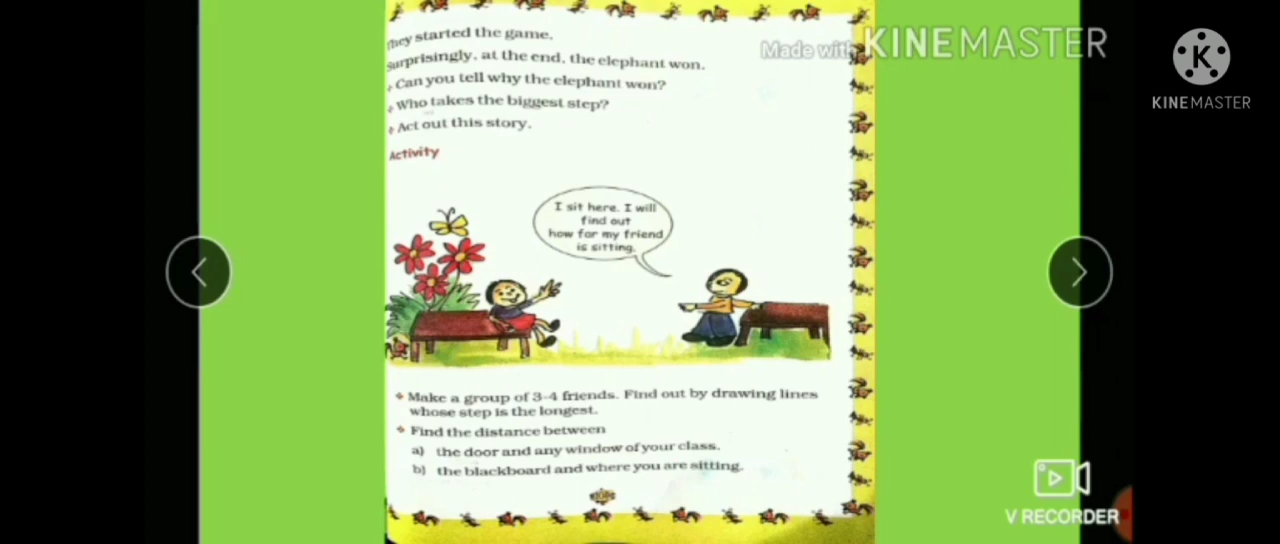 They started the game.
Surprisingly, at the end, the elephant won.
Can you tell why the elephant won?
Who takes the biggest step?
Act out this story.
Activity
I sit here. I will
find out
how far my friend
is sitting.
Make a group of 3-4 friends. Find out by drawing lines
whose step is the longest.
Find the distance between
a) the door and any window of your class.
b) the blackboard and where you are sitting.
Made with KINEMASTER
KINEMASTER
V RECORDER